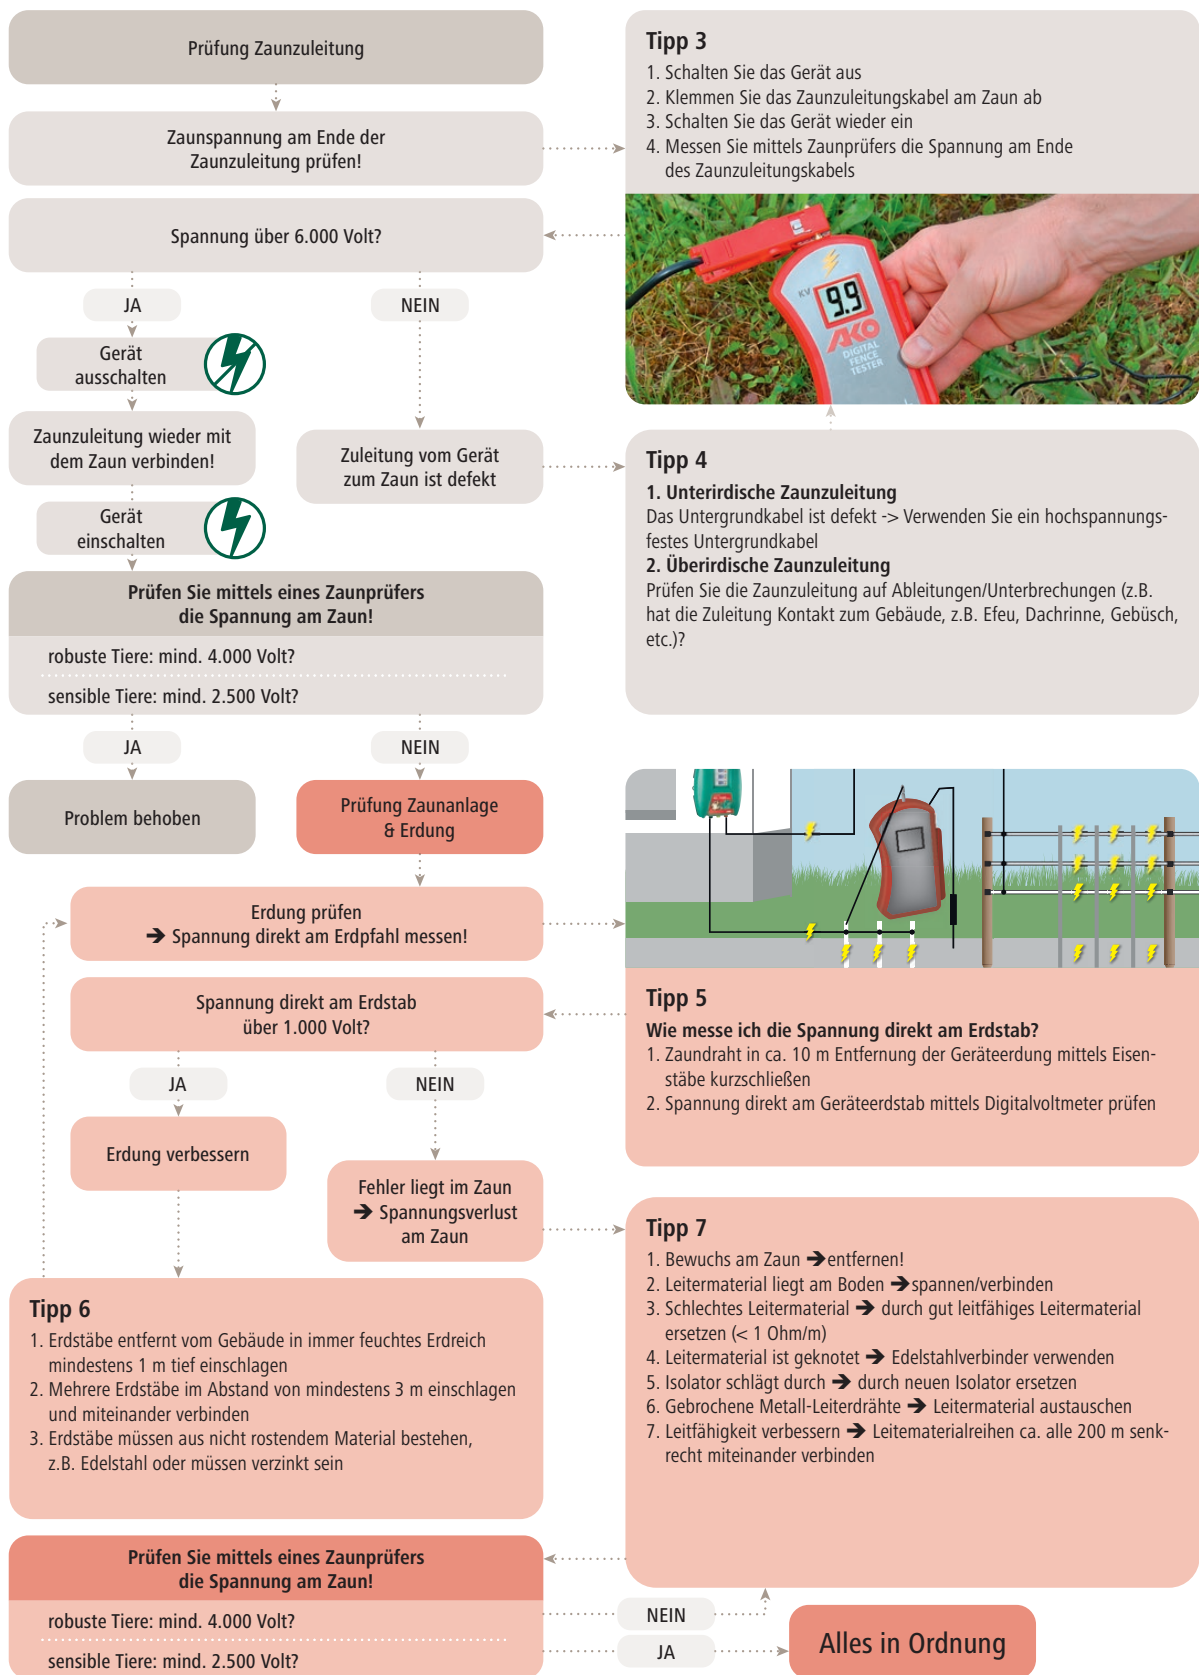 Prüfung Zaunzuleitung
Zaunspannung am Ende der
Zaunzuleitung prüfen!
Tipp 3
1. Schalten Sie das Gerät aus
2. Klemmen Sie das Zaunzuleitungskabel am Zaun ab
3. Schalten Sie das Gerät wieder ein
4. Messen Sie mittels Zaunprüfers die Spannung am Ende
des Zaunzuleitungskabels
KV
9.9
AKO
DIGITAL
FENCE
TESTER
Spannung über 6.000 Volt?
JA
NEIN
Gerät
ausschalten
Zaunzuleitung wieder mit
dem Zaun verbinden!
Gerät
einschalten
Zuleitung vom Gerät
zum Zaun ist defekt
Tipp 4
1. Unterirdische Zaunzuleitung
Das Untergrundkabel ist defekt -> Verwenden Sie ein hochspannungs-
festes Untergrundkabel
2. Überirdische Zaunzuleitung
Prüfen Sie die Zaunzuleitung auf Ableitungen/Unterbrechungen (z.B.
hat die Zuleitung Kontakt zum Gebäude, z.B. Efeu, Dachrinne, Gebüsch,
etc.)?
Prüfen Sie mittels eines Zaunprüfers
die Spannung am Zaun!
robuste Tiere: mind. 4.000 Volt?
sensible Tiere: mind. 2.500 Volt?
JA
NEIN
Problem behoben
Prüfung Zaunanlage
& Erdung
Erdung prüfen
➔ Spannung direkt am Erdpfahl messen!
Tipp 5
Wie messe ich die Spannung direkt am Erdstab?
1. Zaundraht in ca. 10 m Entfernung der Geräteerdung mittels Eisen-
stäbe kurzschließen
2. Spannung direkt am Geräteerdstab mittels Digitalvoltmeter prüfen
Spannung direkt am Erdstab
über 1.000 Volt?
JA
NEIN
Erdung verbessern
Fehler liegt im Zaun
➔ Spannungsverlust
am Zaun
Tipp 7
1. Bewuchs am Zaun ➔entfernen!
2. Leitermaterial liegt am Boden ➔spannen/verbinden
3. Schlechtes Leitermaterial ➔ durch gut leitfähiges Leitermaterial
ersetzen (< 1 Ohm/m)
4. Leitermaterial ist geknotet ➔ Edelstahlverbinder verwenden
5. Isolator schlägt durch ➔ durch neuen Isolator ersetzen
6. Gebrochene Metall-Leiterdrähte ➔ Leitermaterial austauschen
7. Leitfähigkeit verbessern ➔ Leitematerialreihen ca. alle 200 m senk-
recht miteinander verbinden
Tipp 6
1. Erdstäbe entfernt vom Gebäude in immer feuchtes Erdreich
mindestens 1 m tief einschlagen
2. Mehrere Erdstäbe im Abstand von mindestens 3 m einschlagen
und miteinander verbinden
3. Erdstäbe müssen aus nicht rostendem Material bestehen,
z.B. Edelstahl oder müssen verzinkt sein
Prüfen Sie mittels eines Zaunprüfers
die Spannung am Zaun!
robuste Tiere: mind. 4.000 Volt?
sensible Tiere: mind. 2.500 Volt?
NEIN
JA
Alles in Ordnung